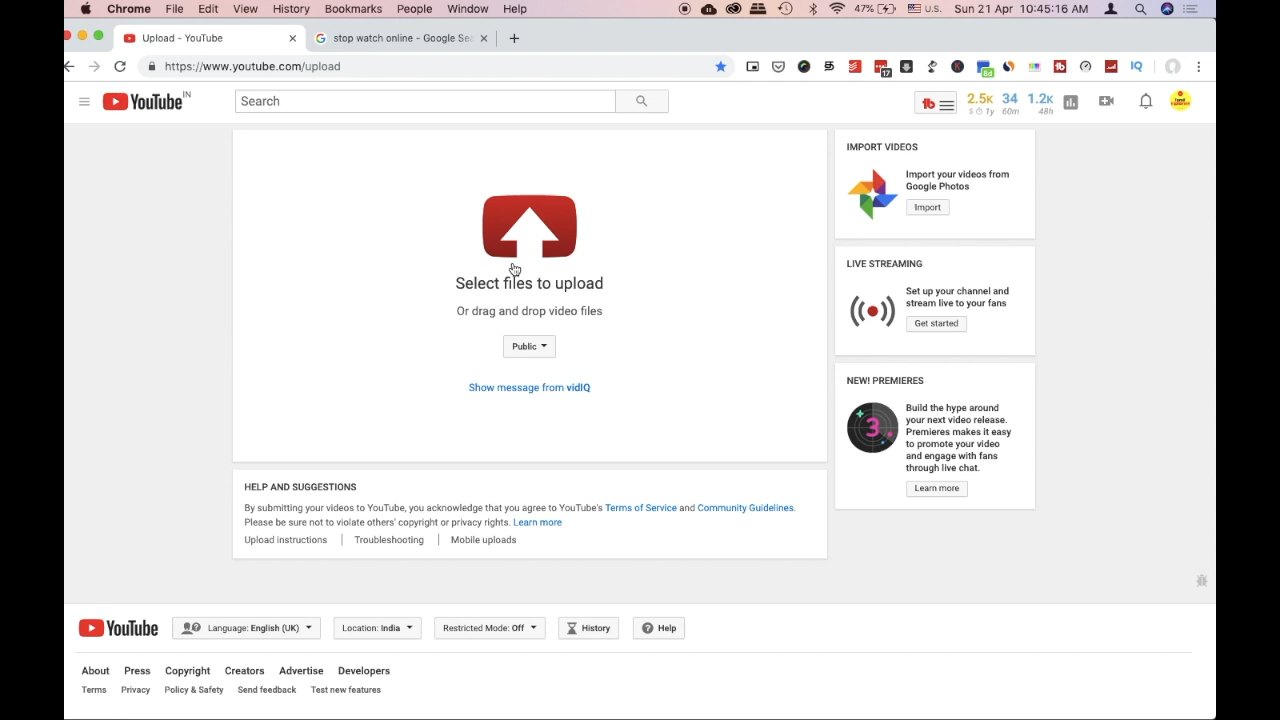 Chrome File Edit View History Bookmarks People Window Help 47% U.S. Sun 21 Apr 10:45:16 AM
Upload - YouTube
stop watch online - Google Sea
https://www.youtube.com/upload
17
6d
IQ
YouTube IN
Search
2.5K 34 1.2K
1y 60m 48h
Select files to upload
Or drag and drop video files
Public
Show message from vidIQ
IMPORT VIDEOS
Import your videos from
Google Photos
Import
LIVE STREAMING
Set up your channel and
stream live to your fans
Get started
NEW! PREMIERES
3
Build the hype around
your next video release.
Premieres makes it easy
to promote your video
and engage with fans
through live chat.
Learn more
HELP AND SUGGESTIONS
By submitting your videos to YouTube, you acknowledge that you agree to YouTube's Terms of Service and Community Guidelines.
Please be sure not to violate others' copyright or privacy rights. Learn more
Upload instructions Troubleshooting Mobile uploads
YouTube Language: English (UK) Location: India Restricted Mode: Off History Help
About Press Copyright Creators Advertise Developers
Terms Privacy Policy & Safety Send feedback Test new features